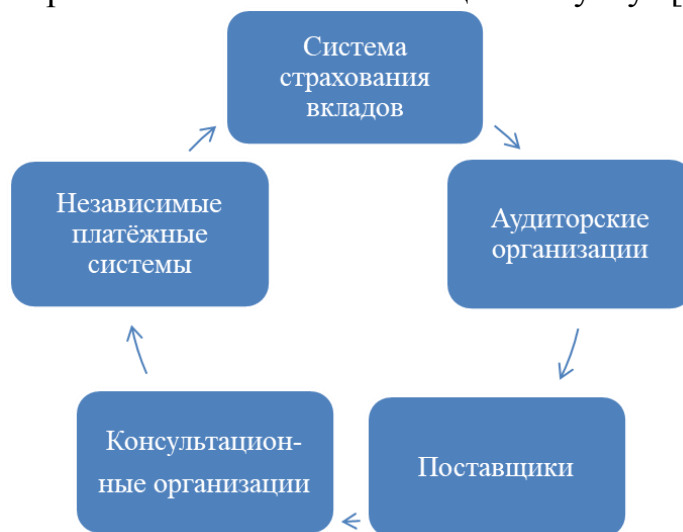 Система
страхования
вкладов
Независимые
платёжные
системы
Аудиторские
организации
Консультацион-
ные организации
Поставщики